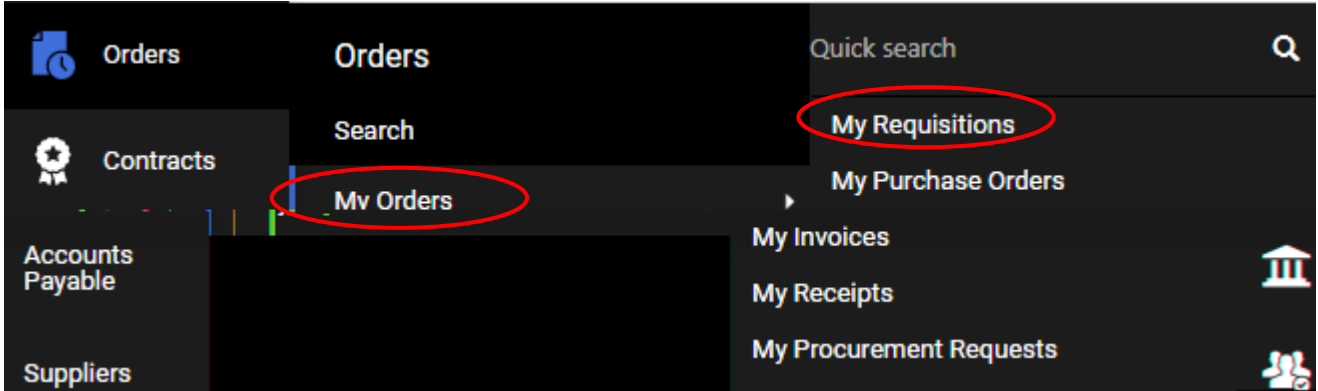 Orders
Contracts
Accounts
Payable
Suppliers
Orders
Search
My Orders
Quick search
My Requisitions
My Purchase Orders
My Invoices
My Receipts
My Procurement Requests